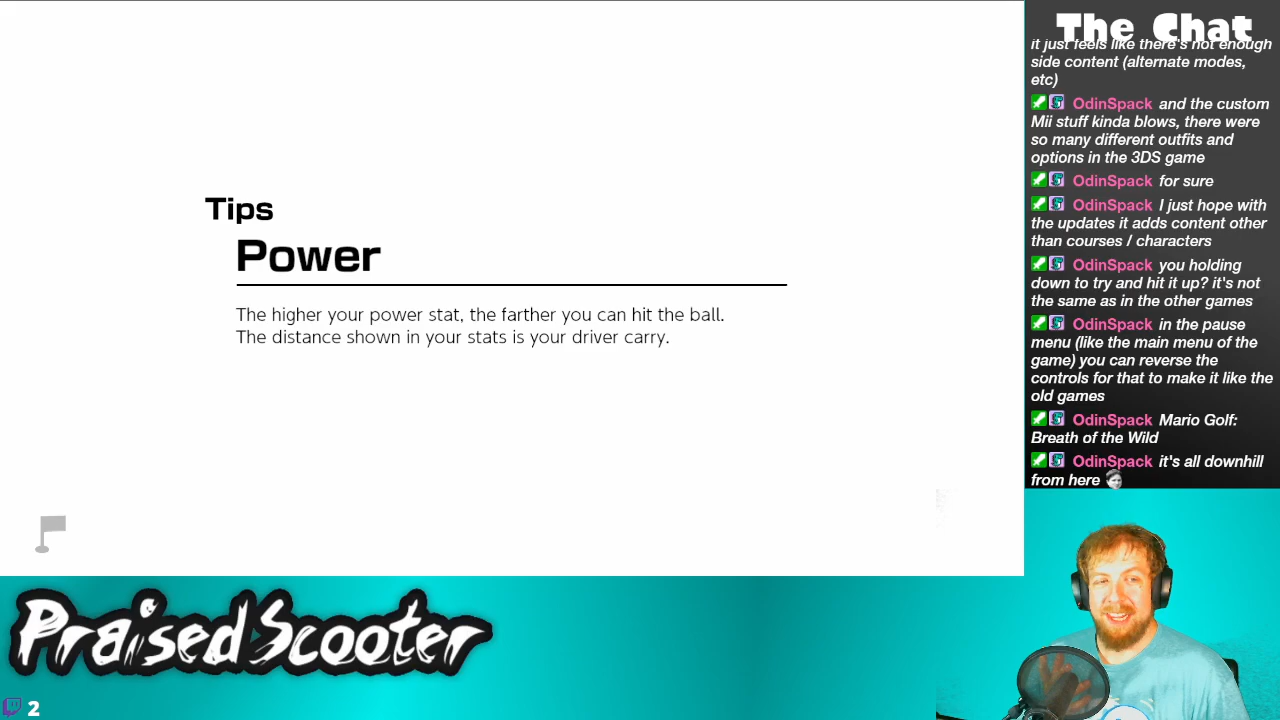 Tips
Power
The higher your power stat, the farther you can hit the ball.
The distance shown in your stats is your driver carry.
The Chat
it just feels like there's not enough
side content (alternate modes,
etc)
OdinSpack and the custom
Mii stuff kinda blows, there were
so many different outfits and
options in the 3DS game
OdinSpack for sure
OdinSpack I just hope with
the updates it adds content other
than courses / characters
OdinSpack you holding
down to try and hit it up? it's not
the same as in the other games
OdinSpack in the pause
menu (like the main menu of the
game) you can reverse the
controls for that to make it like the
old games
OdinSpack Mario Golf:
Breath of the Wild
OdinSpack it's all downhill
from here
PraisedScooter
2